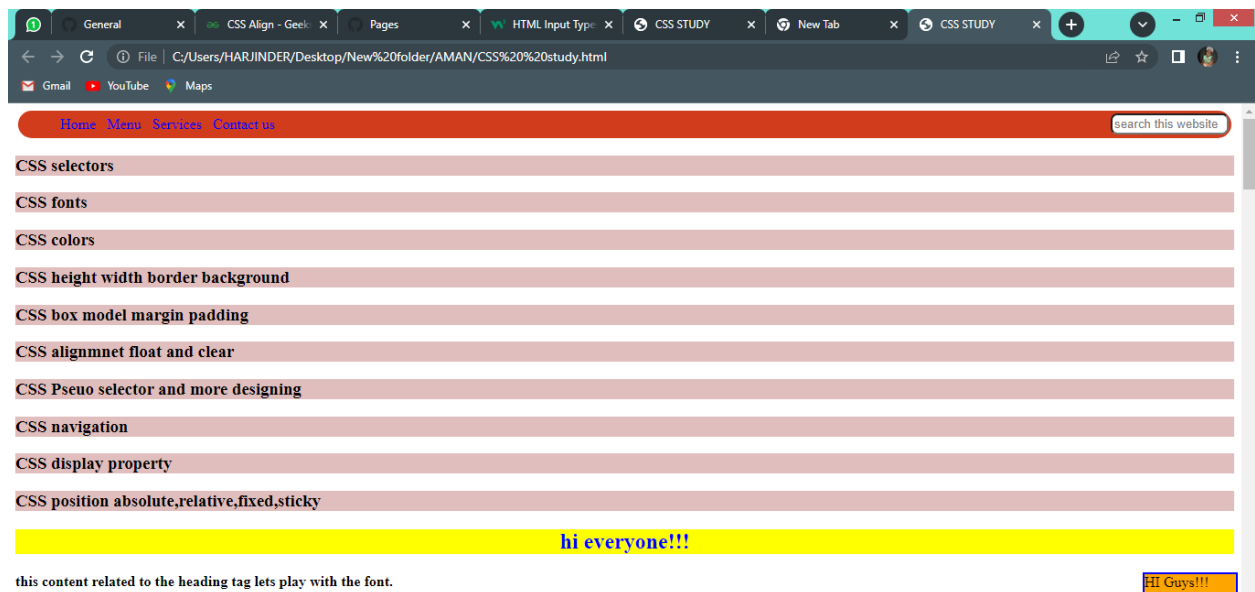 General CSS Align - Geek Pages HTML Input Type CSS STUDY New Tab CSS STUDY
File C:/Users/HARJINDER/Desktop/New%20folder/AMAN/CSS%20%20study.html
Gmail YouTube Maps
Home Menu Services Contact us search this website
CSS selectors
CSS fonts
CSS colors
CSS height width border background
CSS box model margin padding
CSS alignmnet float and clear
CSS Pseuo selector and more designing
CSS navigation
CSS display property
CSS position absolute,relative,fixed,sticky
hi everyone!!!
this content related to the heading tag lets play with the font. HI Guys!!!